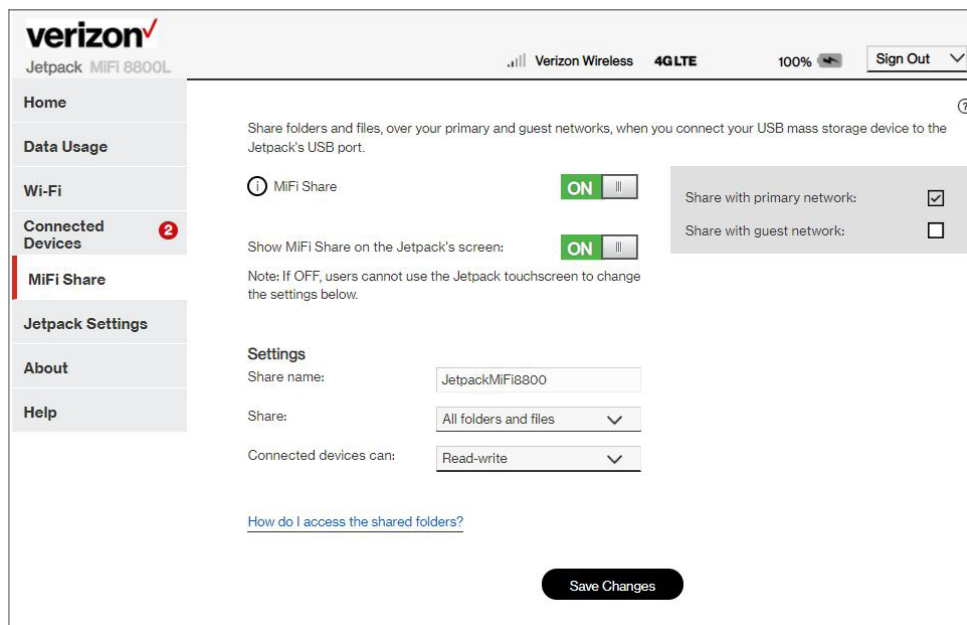 verizon
Jetpack MiFi 8800L
Verizon Wireless 4G LTE 100% Sign Out
Home
Data Usage
Wi-Fi
Connected
Devices
2
MiFi Share
Jetpack Settings
About
Help
?
Share folders and files, over your primary and guest networks, when you connect your USB mass storage device to the
Jetpack's USB port.
i MiFi Share ON
Share with primary network:
Share with guest network:
Show MiFi Share on the Jetpack's screen: ON
Note: If OFF, users cannot use the Jetpack touchscreen to change
the settings below.
Settings
Share name: JetpackMiFi8800
Share: All folders and files
Connected devices can: Read-write
How do I access the shared folders?
Save Changes